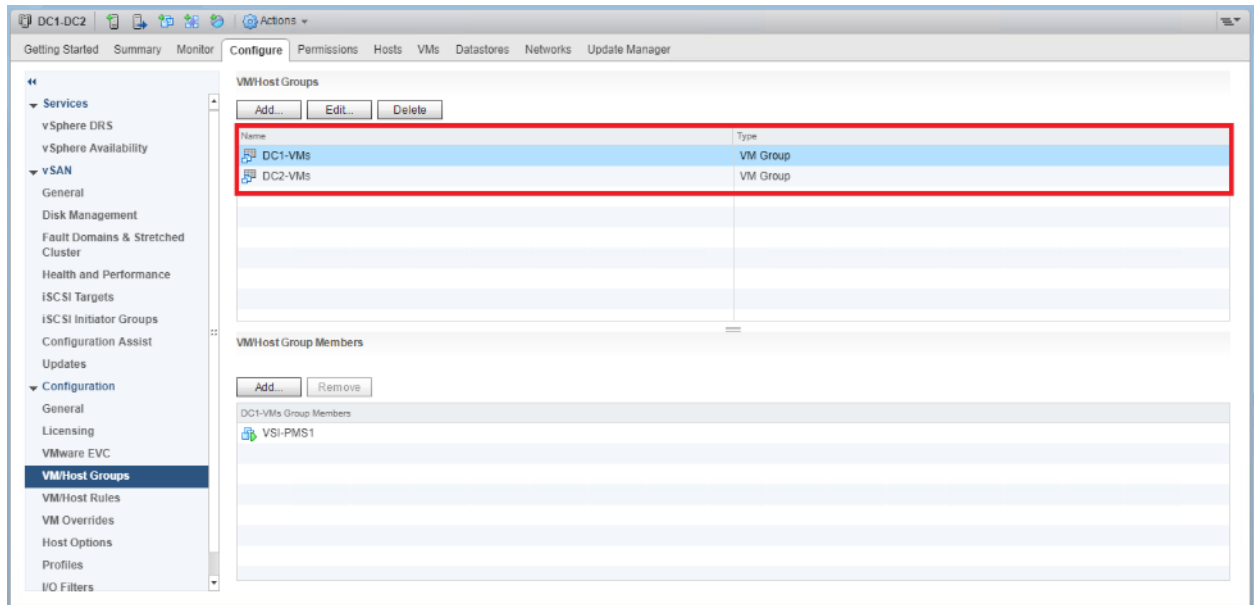 DC1-DC2 Actions
Getting Started Summary Monitor Configure Permissions Hosts VMs Datastores Networks Update Manager
Services
vSphere DRS
vSphere Availability
vSAN
General
Disk Management
Fault Domains & Stretched
Cluster
Health and Performance
iSCSI Targets
iSCSI Initiator Groups
Configuration Assist
Updates
Configuration
General
Licensing
VMware EVC
VM/Host Groups
VM/Host Rules
VM Overrides
Host Options
Profiles
I/O Filters
VM/Host Groups
Add... Edit... Delete
Name Type
DC1-VMs VM Group
DC2-VMs VM Group
VM/Host Group Members
Add... Remove
DC1-VMs Group Members
VSI-PMS1